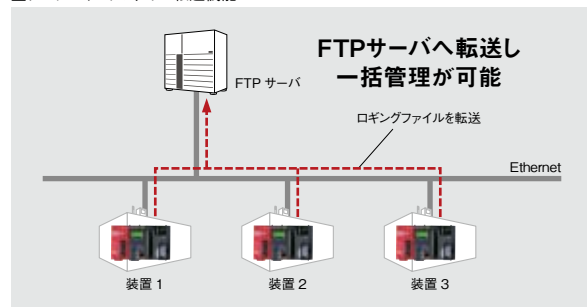 FTPサーバへ転送し
一括管理が可能
FTP サーバ
ロギングファイルを転送
Ethernet
装置 1
装置 2
装置 3